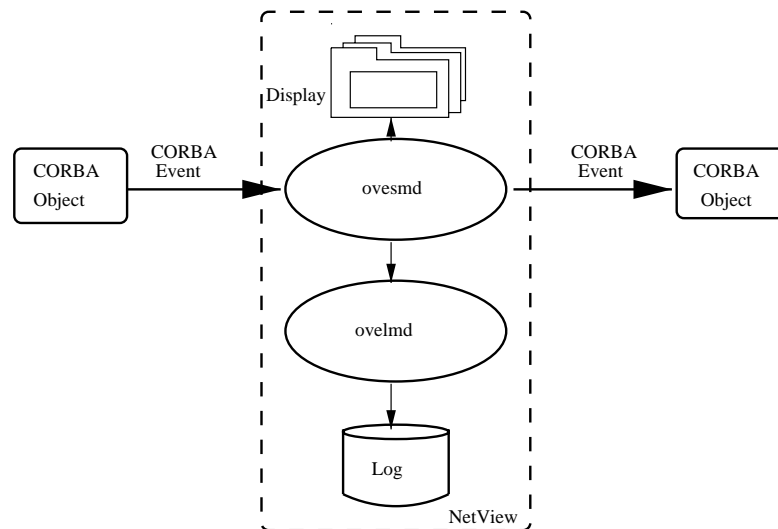 Display
CORBA
Object
CORBA
Event
ovesmd
CORBA
Event
CORBA
Object
ovelmd
Log
NetView